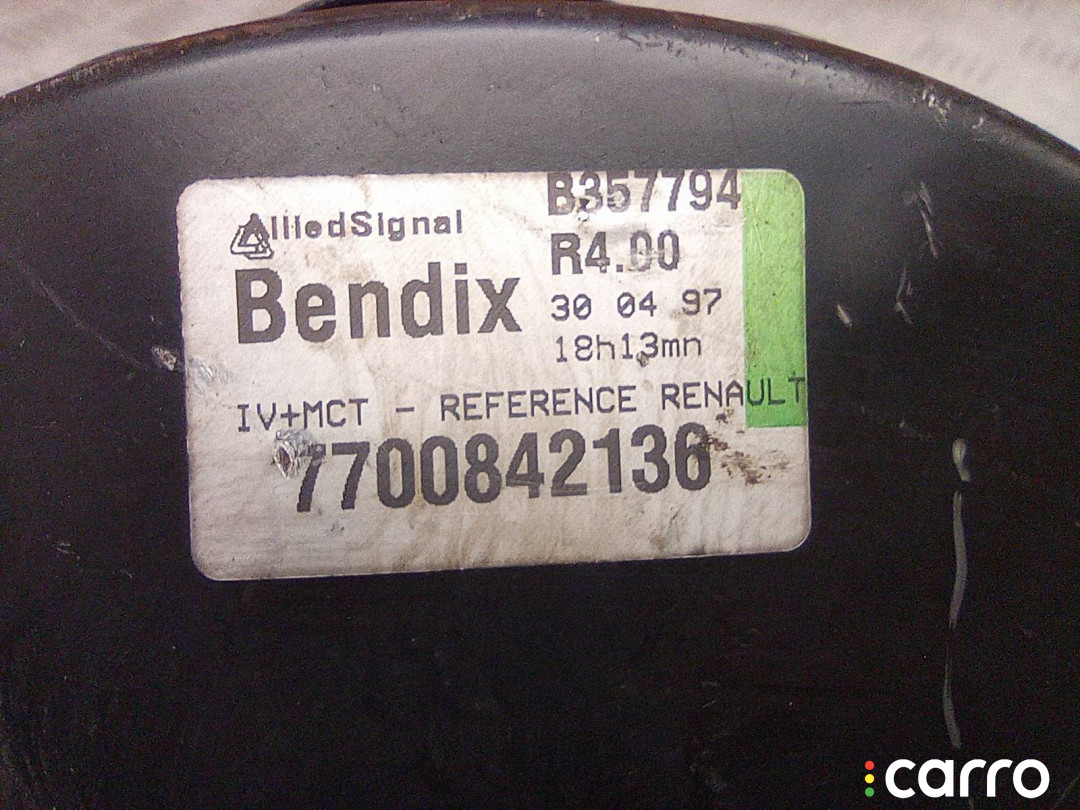 AlliedSignal
Bendix
B357794
R4.00
30 04 97
18h13mn
IV+MCT - REFERENCE RENAULT
7700842136
carro